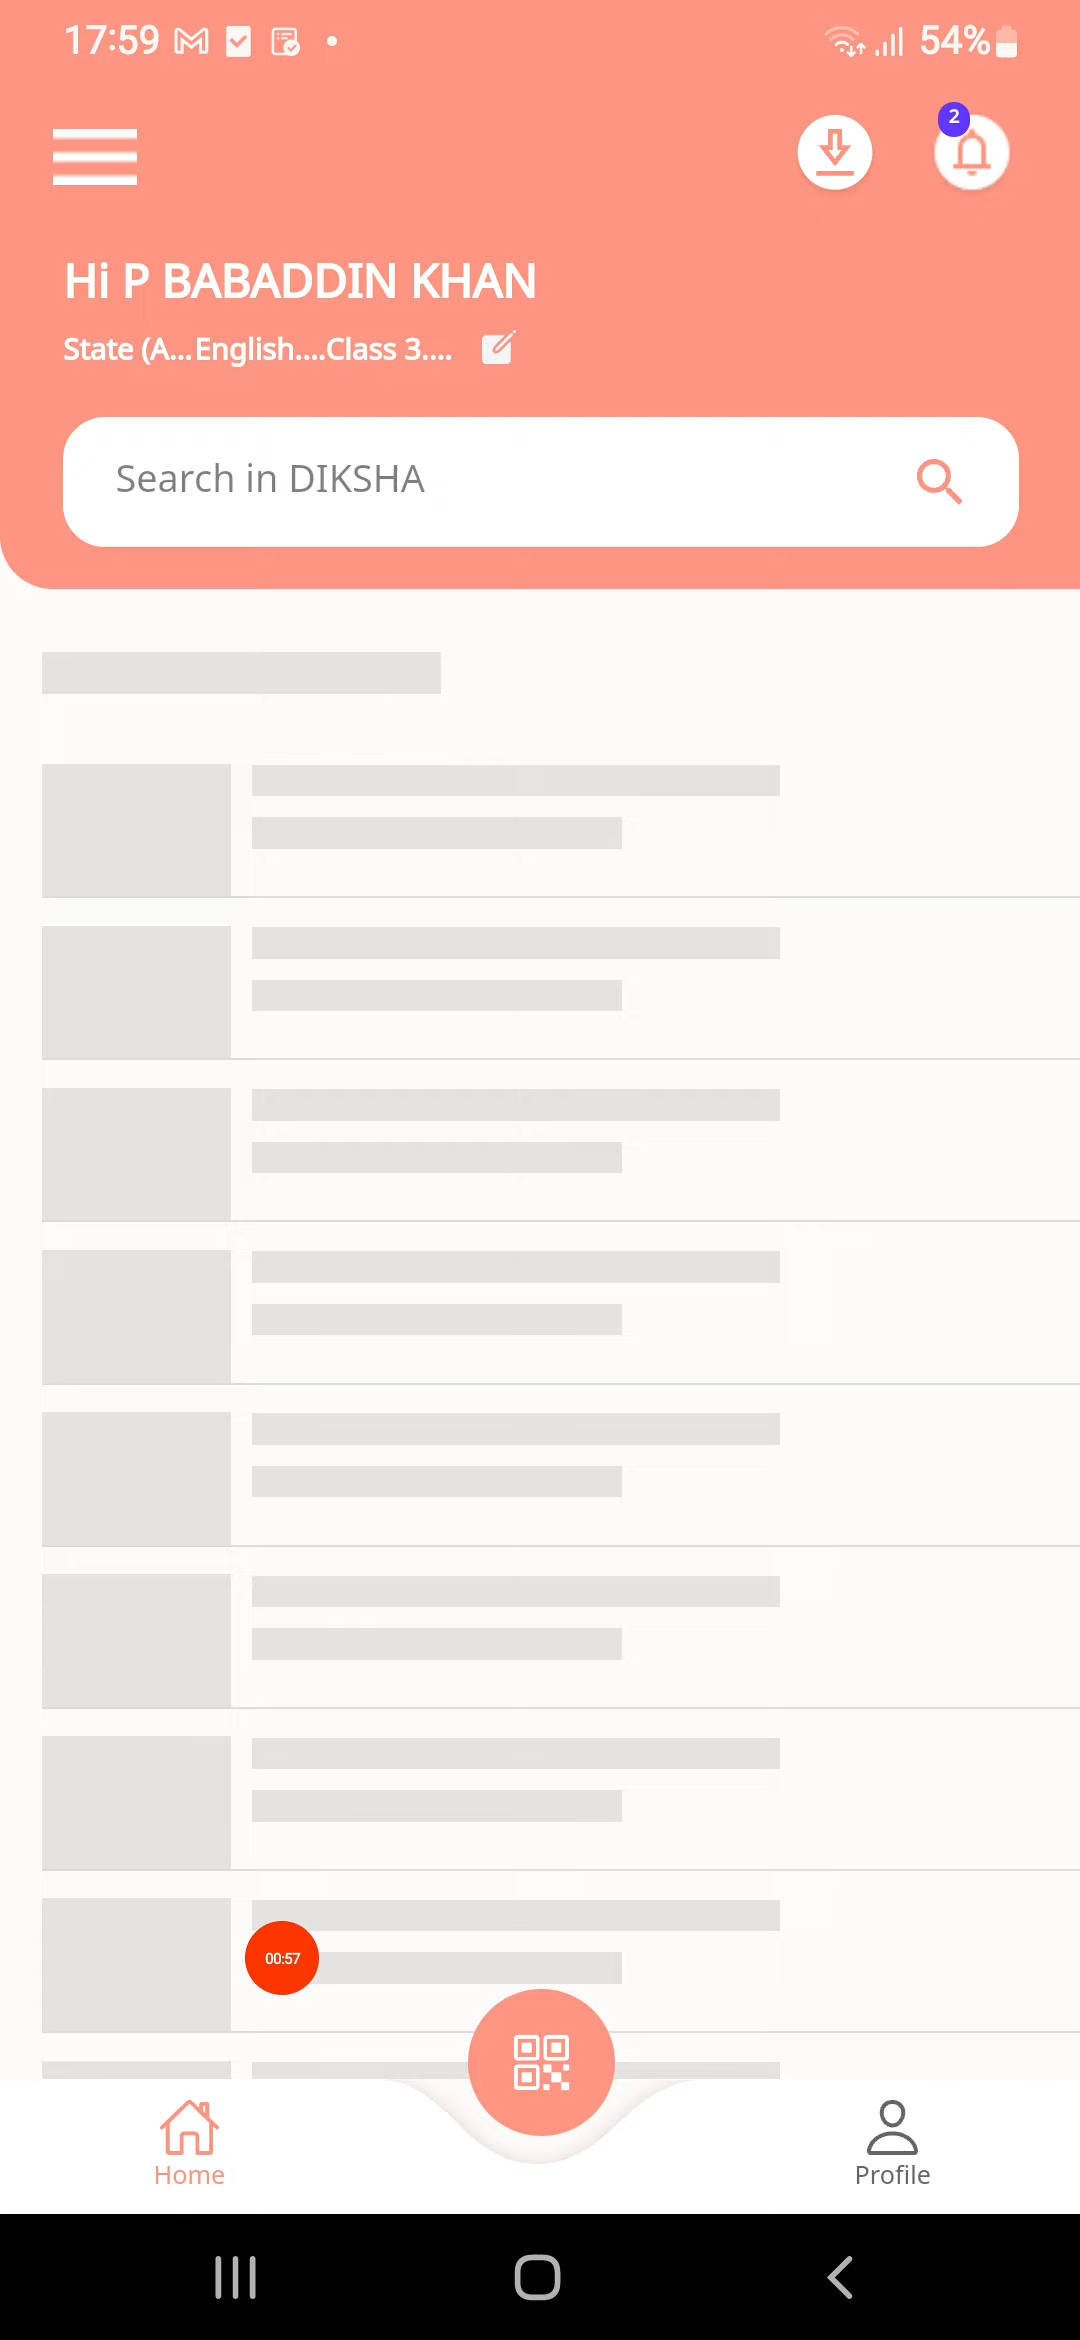 17:59 54%
2
Hi P BABADDIN KHAN
State (A...English....Class 3....
Search in DIKSHA
00:57
Home
Profile